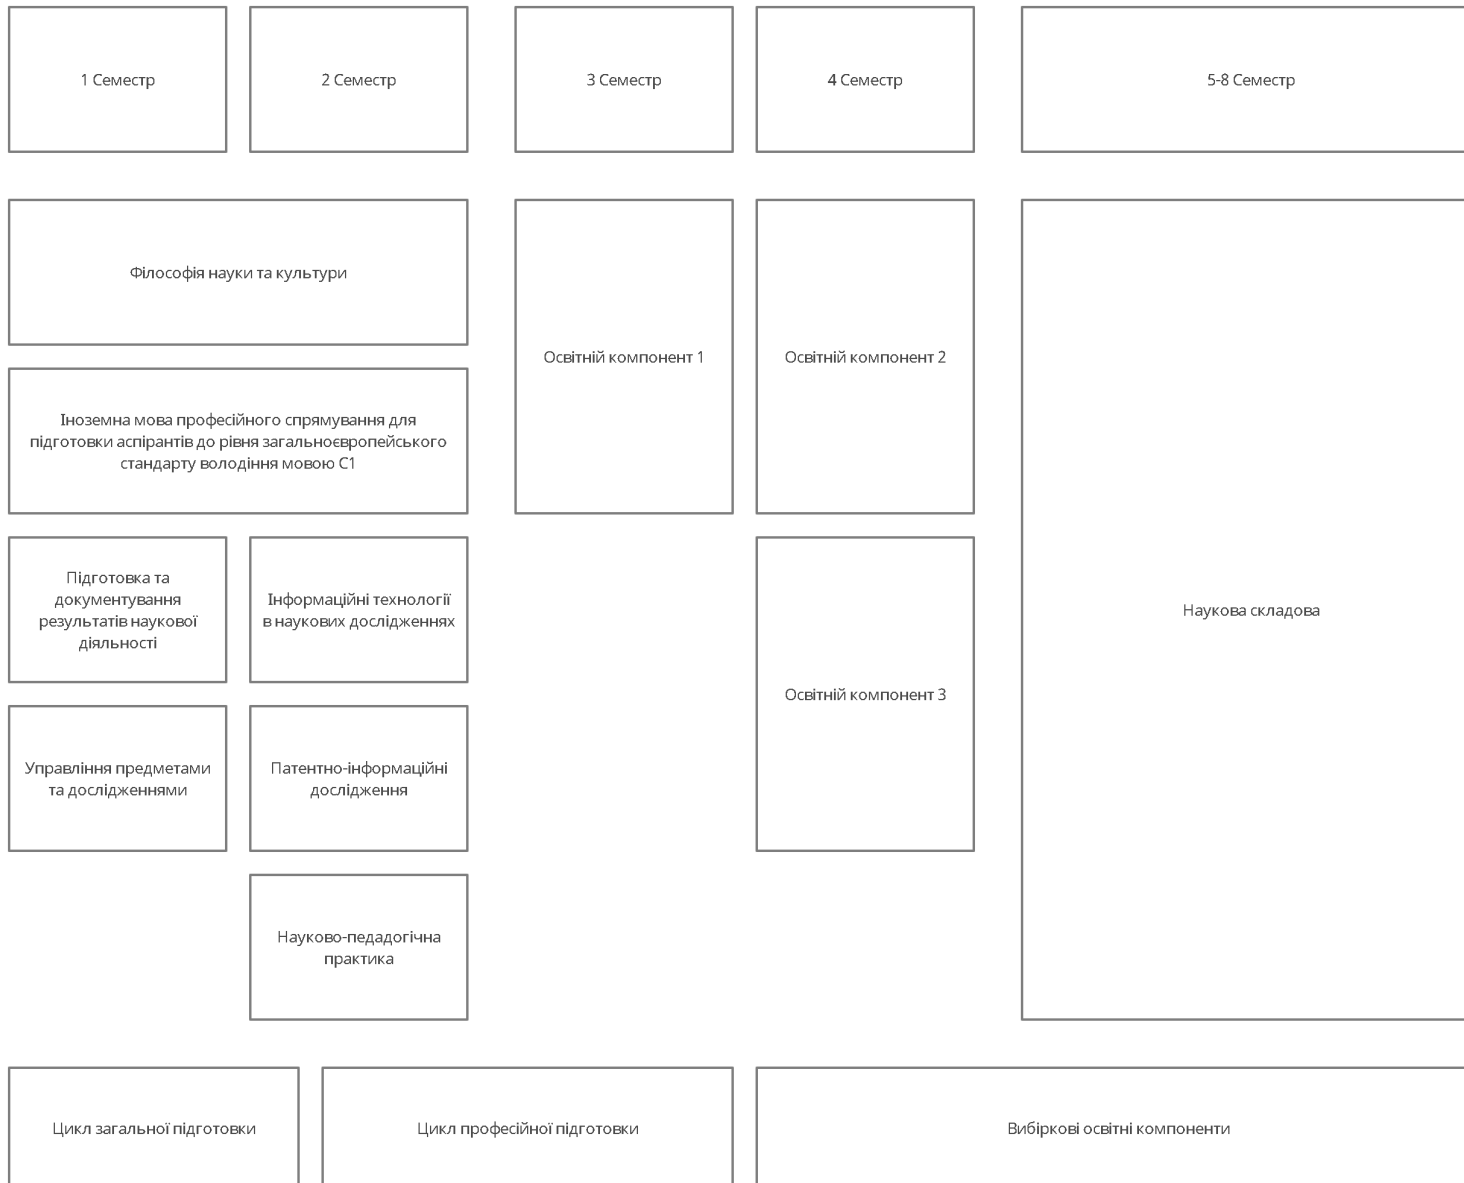 1 Семестр
2 Семестр
3 Семестр
4 Семестр
5-8 Семестр
Філософія науки та культури
Освітній компонент 1
Освітній компонент 2
Іноземна мова професійного спрямування для
підготовки аспірантів до рівня загальноєвропейського
стандарту володіння мовою С1
Підготовка та
документування
результатів наукової
діяльності
Інформаційні технології
в наукових дослідженнях
Наукова складова
Освітній компонент 3
Управління предметами
та дослідженнями
Патентно-інформаційні
дослідження
Науково-педадогічна
практика
Цикл загальної підготовки
Цикл професійної підготовки
Вибіркові освітні компоненти